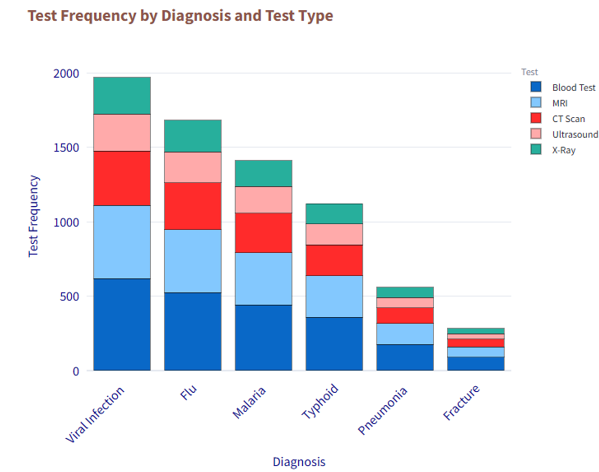 Test Frequency by Diagnosis and Test Type
Test
Blood Test
MRI
CT Scan
Ultrasound
X-Ray
Test Frequency
2000
1500
1000
500
0
Viral Infection
Flu
Malaria
Typhoid
Pneumonia
Fracture
Diagnosis